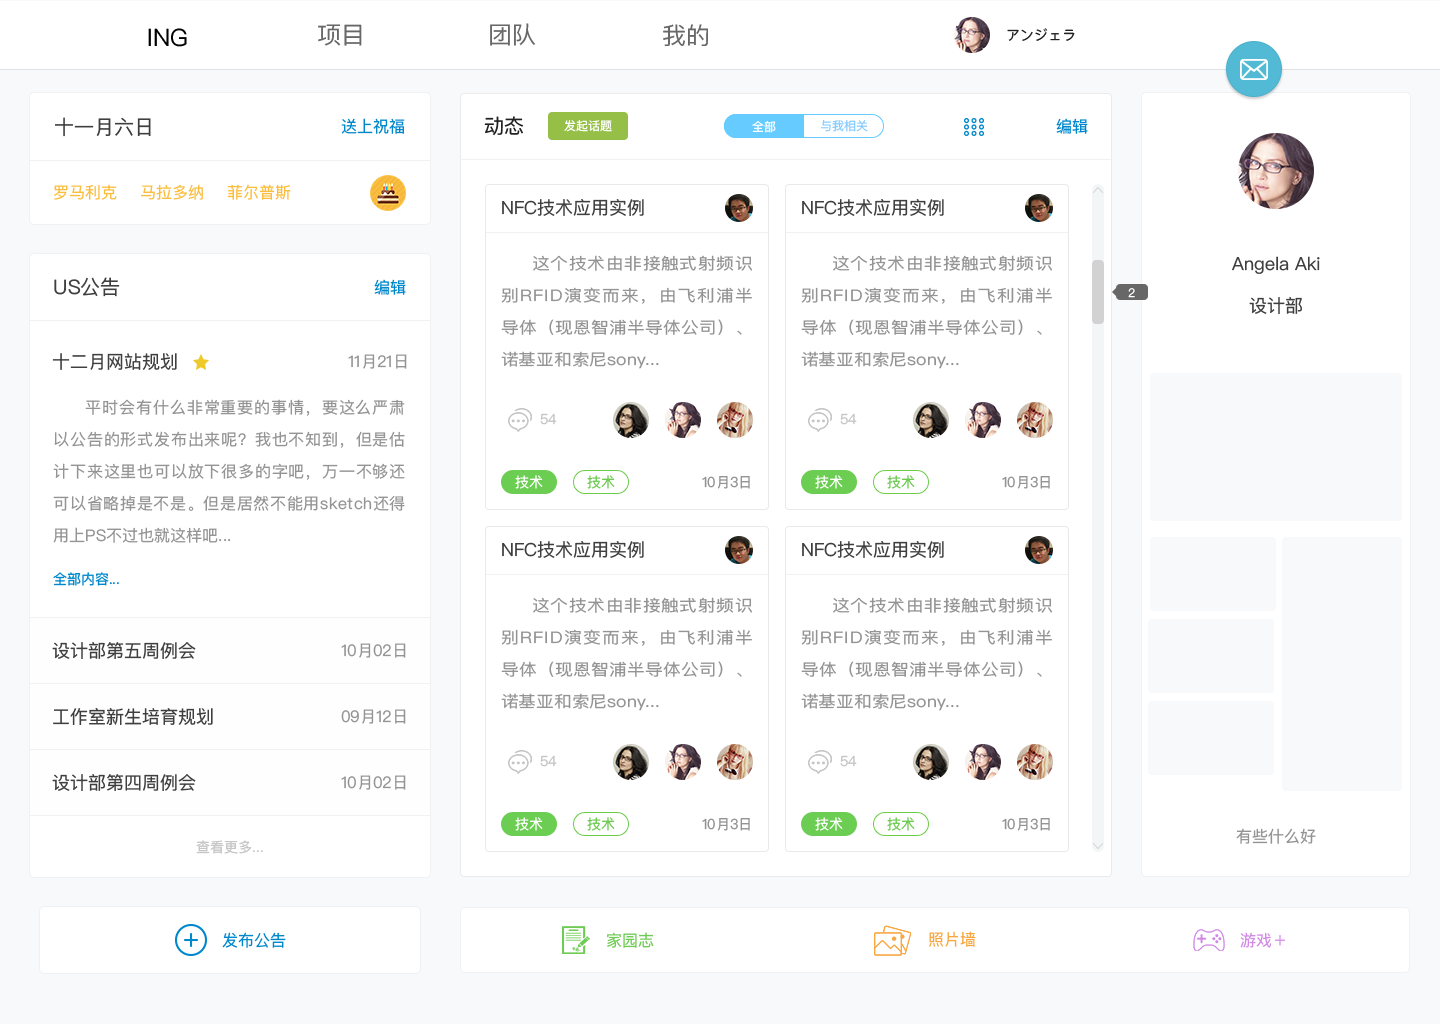 ING
项目
团队
我的
アンジェラ
十一月六日
送上祝福
罗马利克
马拉多纳
菲尔普斯
US公告
编辑
十二月网站规划
11月21日
平时会有什么非常重要的事情，要这么严肃
以公告的形式发布出来呢？我也不知到，但是估
计下来这里也可以放下很多的字吧，万一不够还
可以省略掉是不是。但是居然不能用sketch还得
用上PS不过也就这样吧...
全部内容...
设计部第五周例会
10月02日
工作室新生培育规划
09月12日
设计部第四周例会
10月02日
查看更多...
发布公告
动态
发起话题
全部
与我相关
编辑
NFC技术应用实例
这个技术由非接触式射频识
别RFID演变而来，由飞利浦半
导体（现恩智浦半导体公司）、
诺基亚和索尼sony...
54
技术
技术
10月3日
NFC技术应用实例
这个技术由非接触式射频识
别RFID演变而来，由飞利浦半
导体（现恩智浦半导体公司）、
诺基亚和索尼sony...
54
技术
技术
10月3日
NFC技术应用实例
这个技术由非接触式射频识
别RFID演变而来，由飞利浦半
导体（现恩智浦半导体公司）、
诺基亚和索尼sony...
54
技术
技术
10月3日
NFC技术应用实例
这个技术由非接触式射频识
别RFID演变而来，由飞利浦半
导体（现恩智浦半导体公司）、
诺基亚和索尼sony...
54
技术
技术
10月3日
2
Angela Aki
设计部
有些什么好
家园志
照片墙
游戏＋